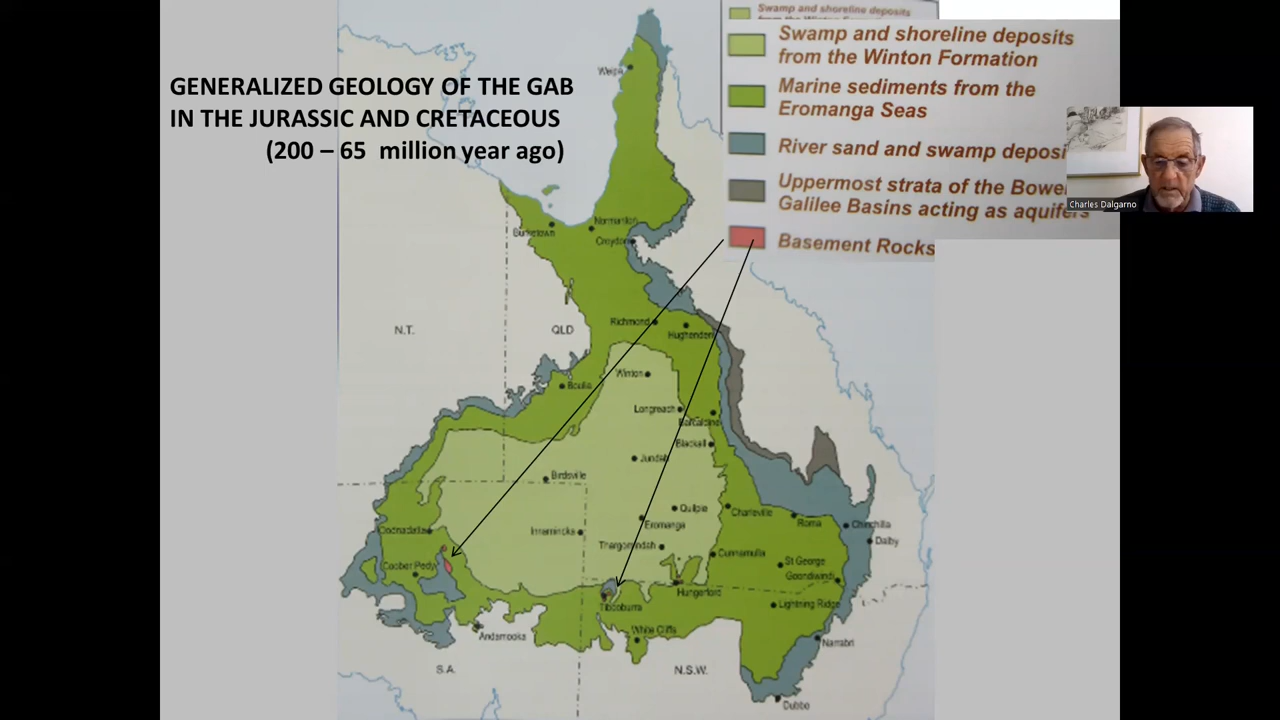 GENERALIZED GEOLOGY OF THE GAB
IN THE JURASSIC AND CRETACEOUS
(200 – 65 million year ago)
Swamp and shoreline deposits
Swamp and shoreline deposits
from the Winton Formation
Marine sediments from the
Eromanga Seas
River sand and swamp deposi
Uppermost strata of the Bowe
Galilee Basins acting as aquifers
Basement Rocks
Charles Dalgarno
Weipa
Normanton
Burketown
Croydon
N.T.
QLD
Richmond
Hughenden
Winton
Boulia
Longreach
Barcaldine
Blackall
Jundah
Birdsville
Quilpie
Charleville
Roma
Chinchilla
Eromanga
Oodnadatta
Innamincka
Dalby
Thargomindah
Cunnamulla
St George
Coober Pedy
Goondiwindi
Hungerford
Tibooburra
Lightning Ridge
White Cliffs
Andamooka
Narrabri
S.A.
N.S.W.
Dubbo